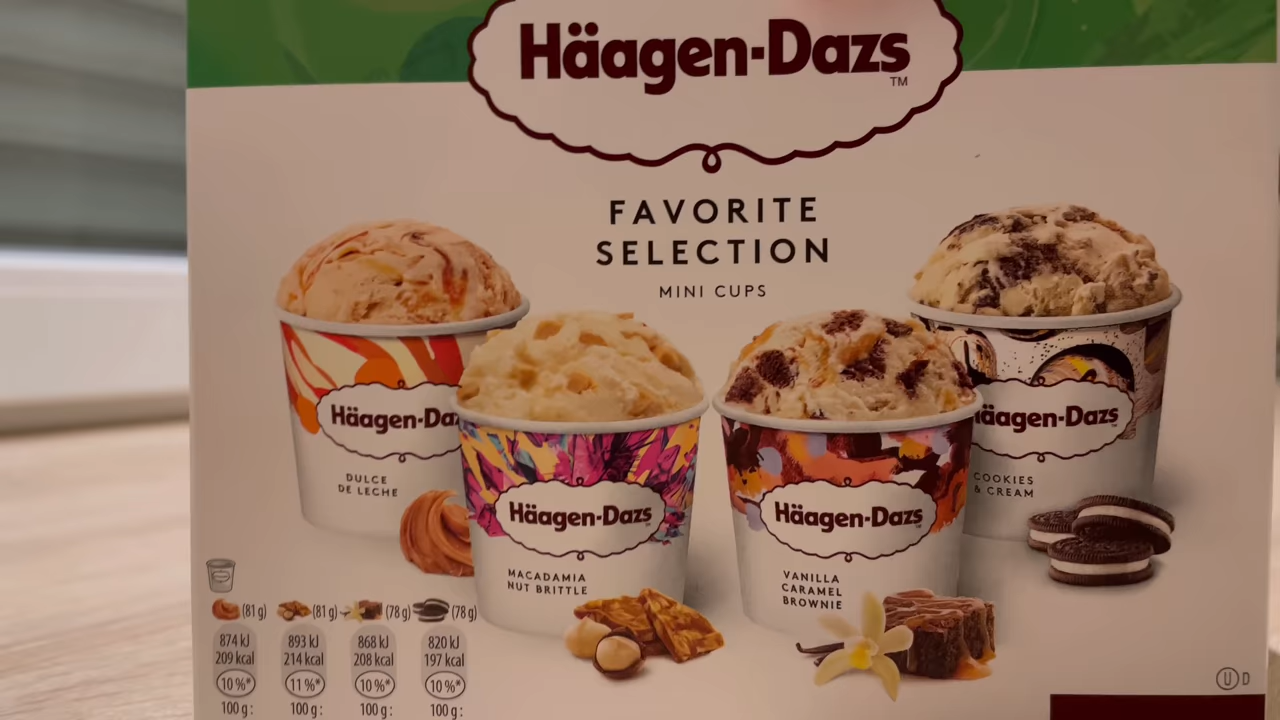 Häagen-Dazs
TM
FAVORITE
SELECTION
MINI CUPS
Häagen-Daz
DULCE
DE LECHE
Häagen-Dazs
MACADAMIA
NUT BRITTLE
Häagen-Dazs
VANILLA
CARAMEL
BROWNIE
Häagen-Dazs
COOKIES
& CREAM
(81 g) (81 g) (78 g) (78 g)
874 kJ 893 kJ 868 kJ 820 kJ
209 kcal 214 kcal 208 kcal 197 kcal
10 %* 11 %* 10 %* 10 %*
100 g : 100 g : 100 g : 100 g :
U D